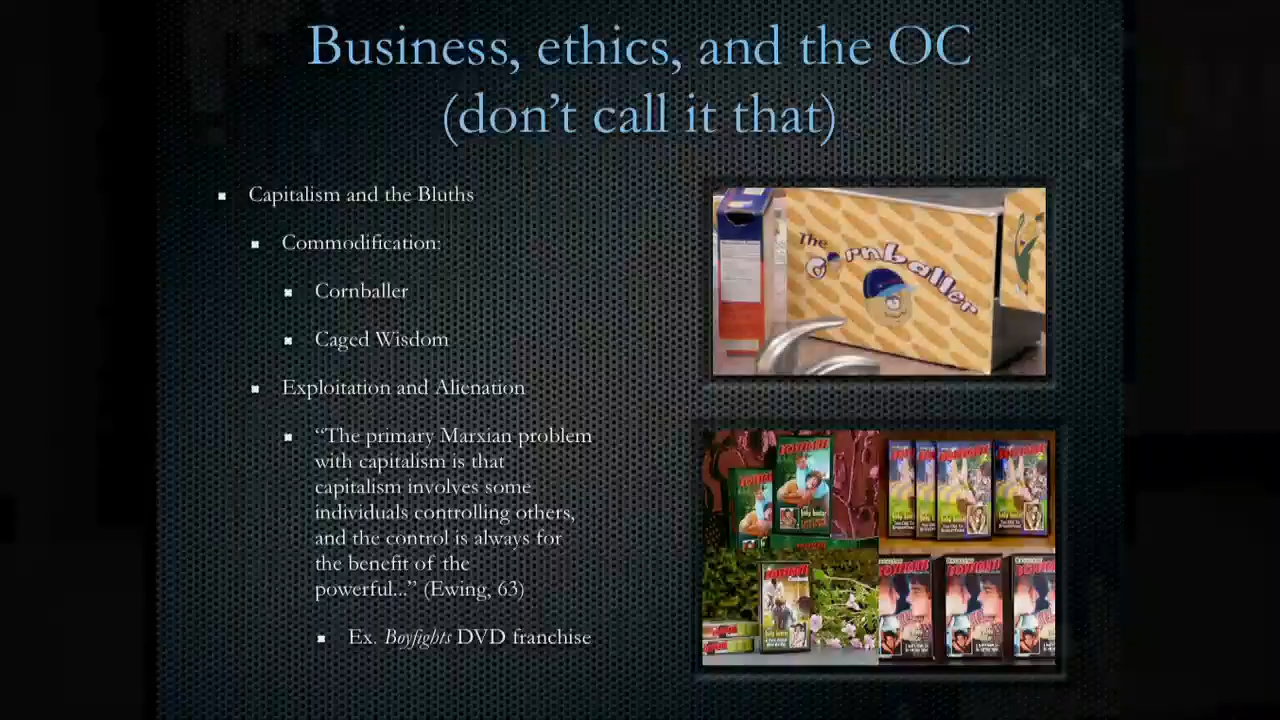 Business, ethics, and the OC
(don't call it that)
Capitalism and the Bluths
Commodification:
Cornballer
Caged Wisdom
Exploitation and Alienation
“The primary Marxian problem
with capitalism is that
capitalism involves some
individuals controlling others,
and the control is always for
the benefit of the
powerful...” (Ewing, 63)
Ex. Boyfights DVD franchise
The
Cornballer
BOYFIGHTS